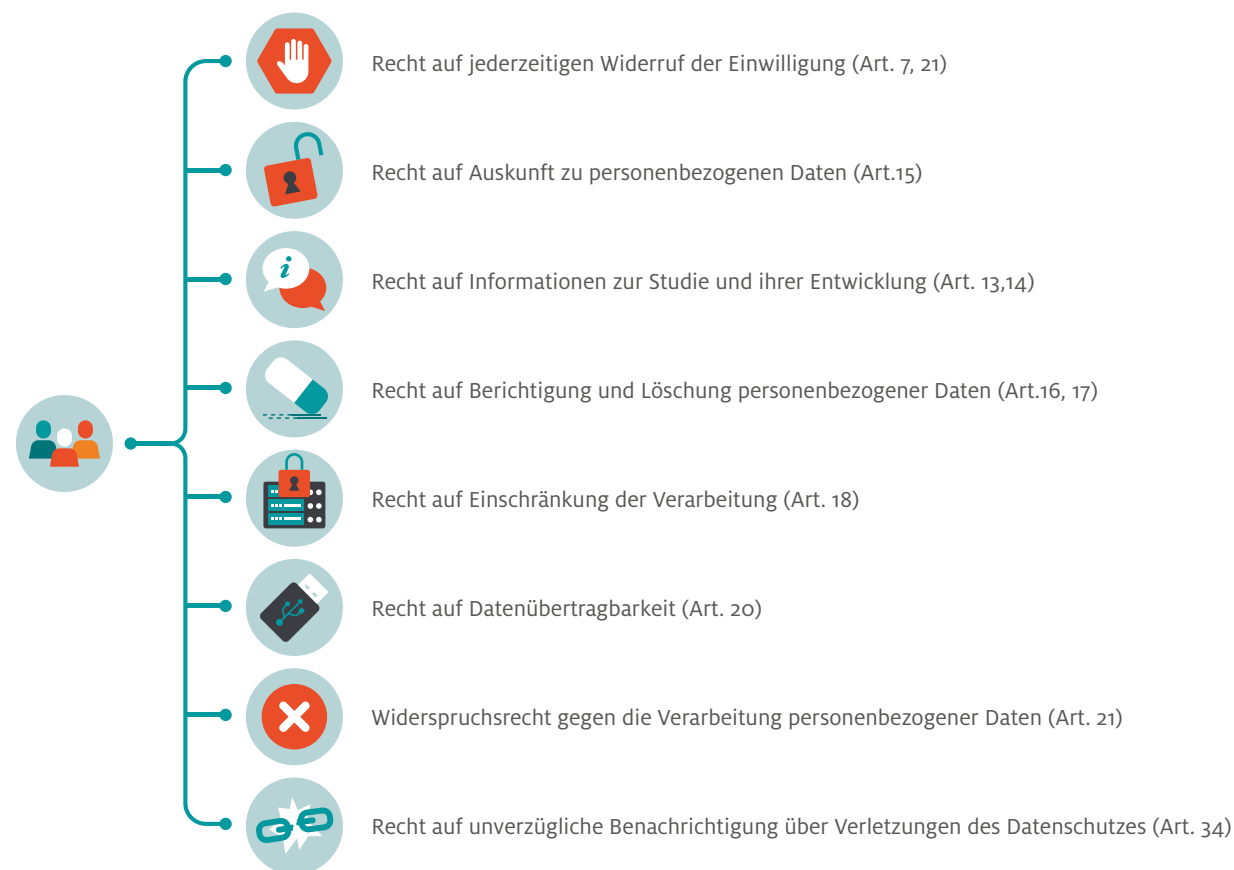 Recht auf jederzeitigen Widerruf der Einwilligung (Art. 7, 21)
Recht auf Auskunft zu personenbezogenen Daten (Art.15)
i
Recht auf Informationen zur Studie und ihrer Entwicklung (Art. 13,14)
Recht auf Berichtigung und Löschung personenbezogener Daten (Art.16, 17)
Recht auf Einschränkung der Verarbeitung (Art. 18)
Recht auf Datenübertragbarkeit (Art. 20)
Widerspruchsrecht gegen die Verarbeitung personenbezogener Daten (Art. 21)
Recht auf unverzügliche Benachrichtigung über Verletzungen des Datenschutzes (Art. 34)